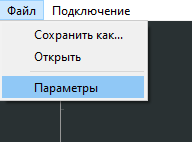 Файл Подключение
Сохранить как...
Открыть
Параметры